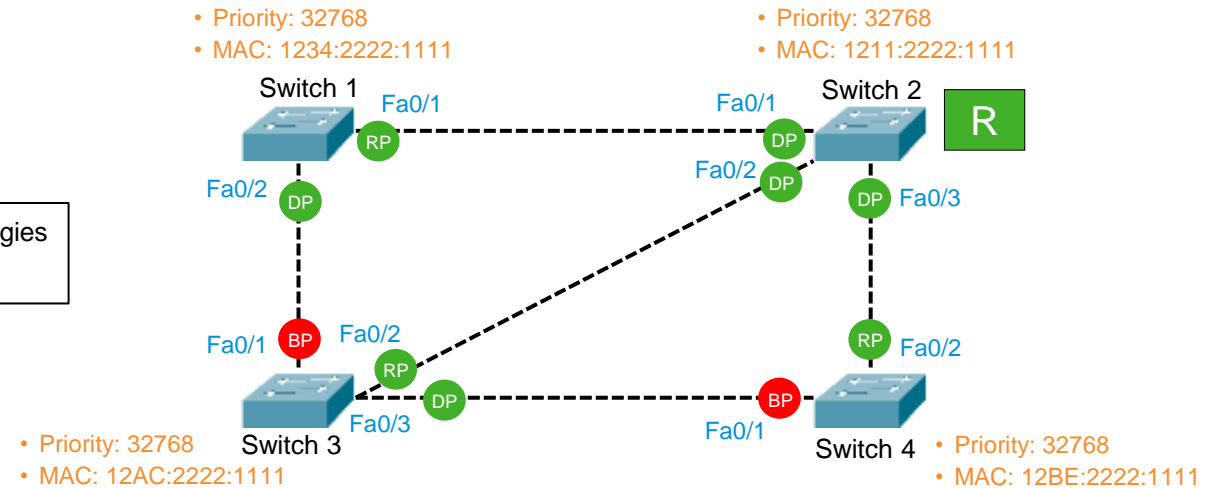 • Priority: 32768
• MAC: 1234:2222:1111
• Priority: 32768
• MAC: 1211:2222:1111
Switch 1
Switch 2
R
Fa0/1
RP
Fa0/1
DP
Fa0/2
DP
Fa0/2
DP
DP
Fa0/3
gies
Fa0/1
BP
Fa0/2
RP
RP
Fa0/2
DP
Fa0/3
BP
Fa0/1
Switch 3
Switch 4
• Priority: 32768
• MAC: 12AC:2222:1111
• Priority: 32768
• MAC: 12BE:2222:1111